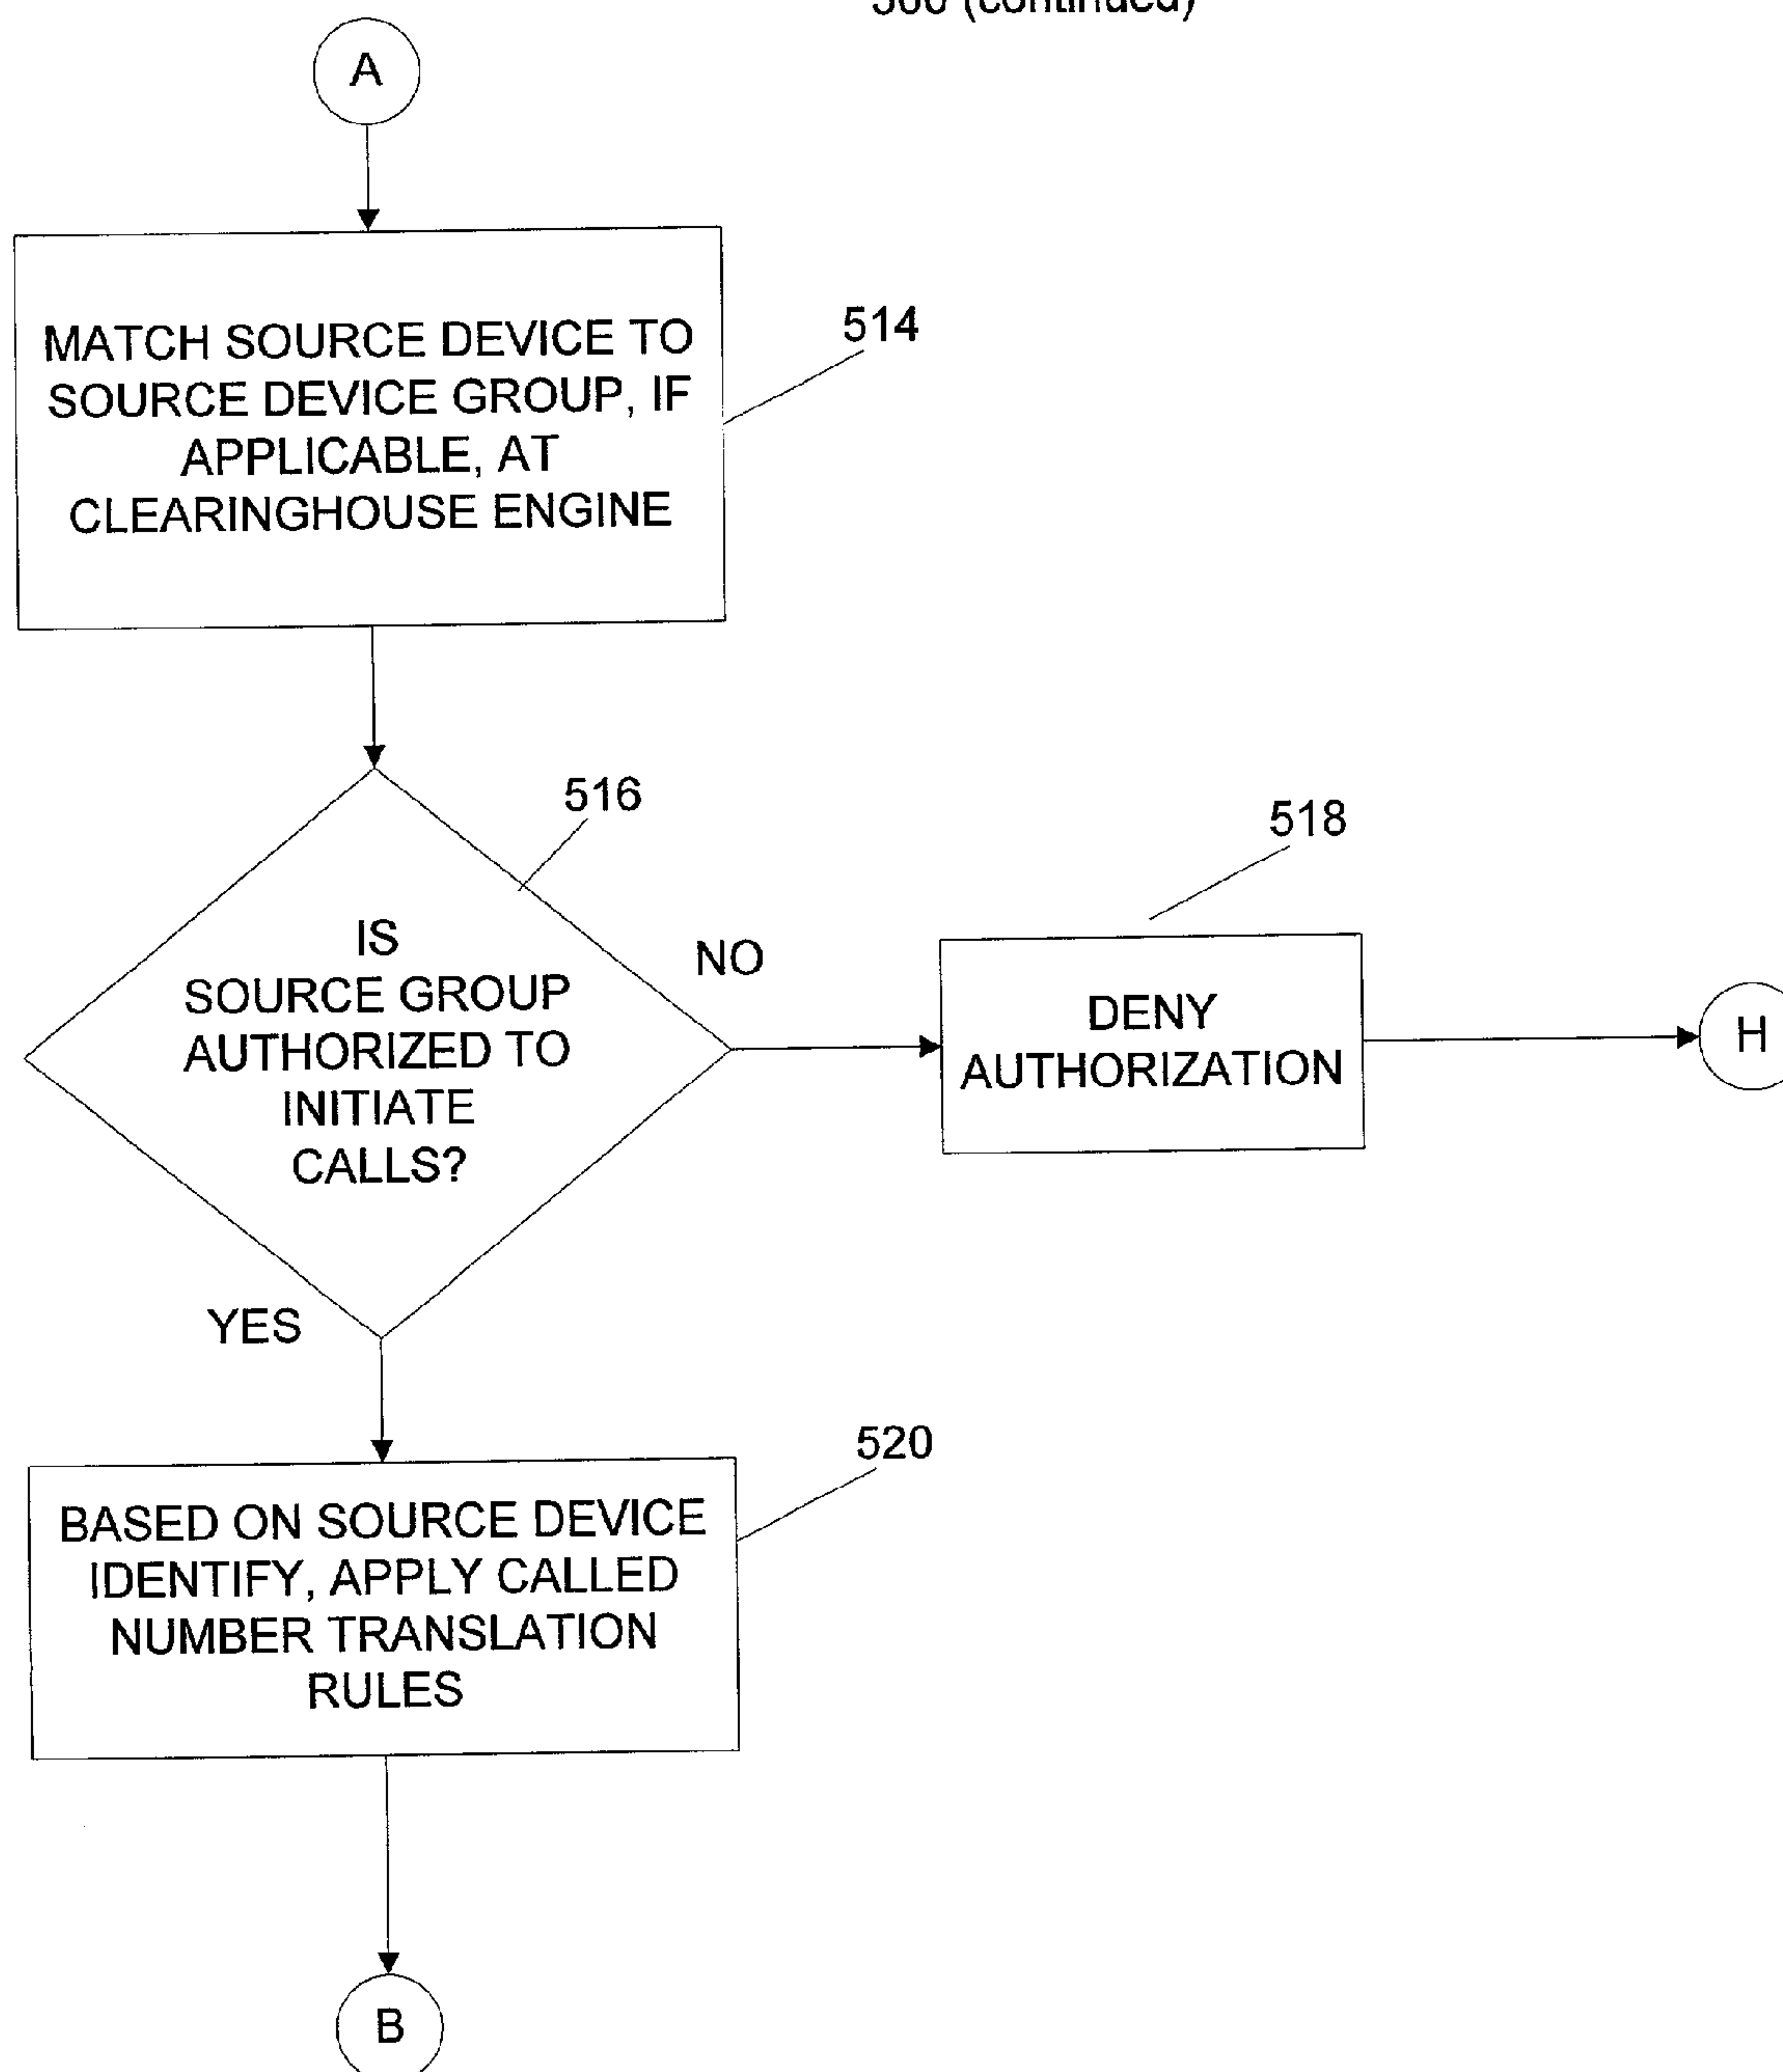 (continued)
A
MATCH SOURCE DEVICE TO
SOURCE DEVICE GROUP, IF
APPLICABLE, AT
CLEARINGHOUSE ENGINE
514
516
518
IS
SOURCE GROUP
AUTHORIZED TO
INITIATE
CALLS?
NO
DENY
AUTHORIZATION
H
YES
520
BASED ON SOURCE DEVICE
IDENTIFY, APPLY CALLED
NUMBER TRANSLATION
RULES
B